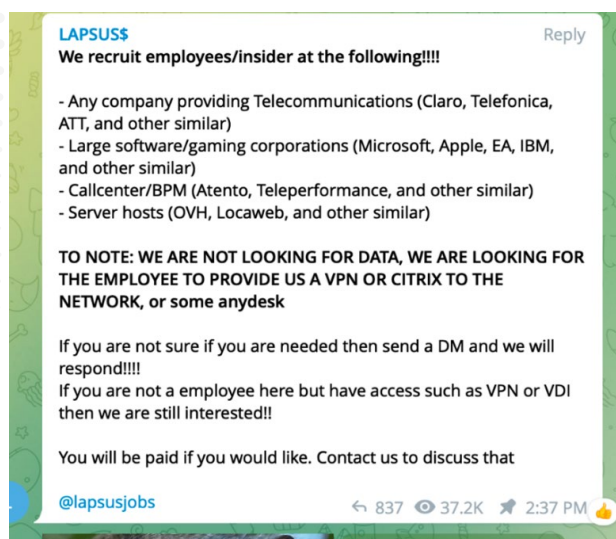 LAPSUS$ Reply
We recruit employees/insider at the following!!!!
- Any company providing Telecommunications (Claro, Telefonica,
ATT, and other similar)
- Large software/gaming corporations (Microsoft, Apple, EA, IBM,
and other similar)
- Callcenter/BPM (Atento, Teleperformance, and other similar)
- Server hosts (OVH, Locaweb, and other similar)
TO NOTE: WE ARE NOT LOOKING FOR DATA, WE ARE LOOKING FOR
THE EMPLOYEE TO PROVIDE US A VPN OR CITRIX TO THE
NETWORK, or some anydesk
If you are not sure if you are needed then send a DM and we will
respond!!!!
If you are not a employee here but have access such as VPN or VDI
then we are still interested!!
You will be paid if you would like. Contact us to discuss that
@lapsusjobs 837 37.2K 2:37 PM